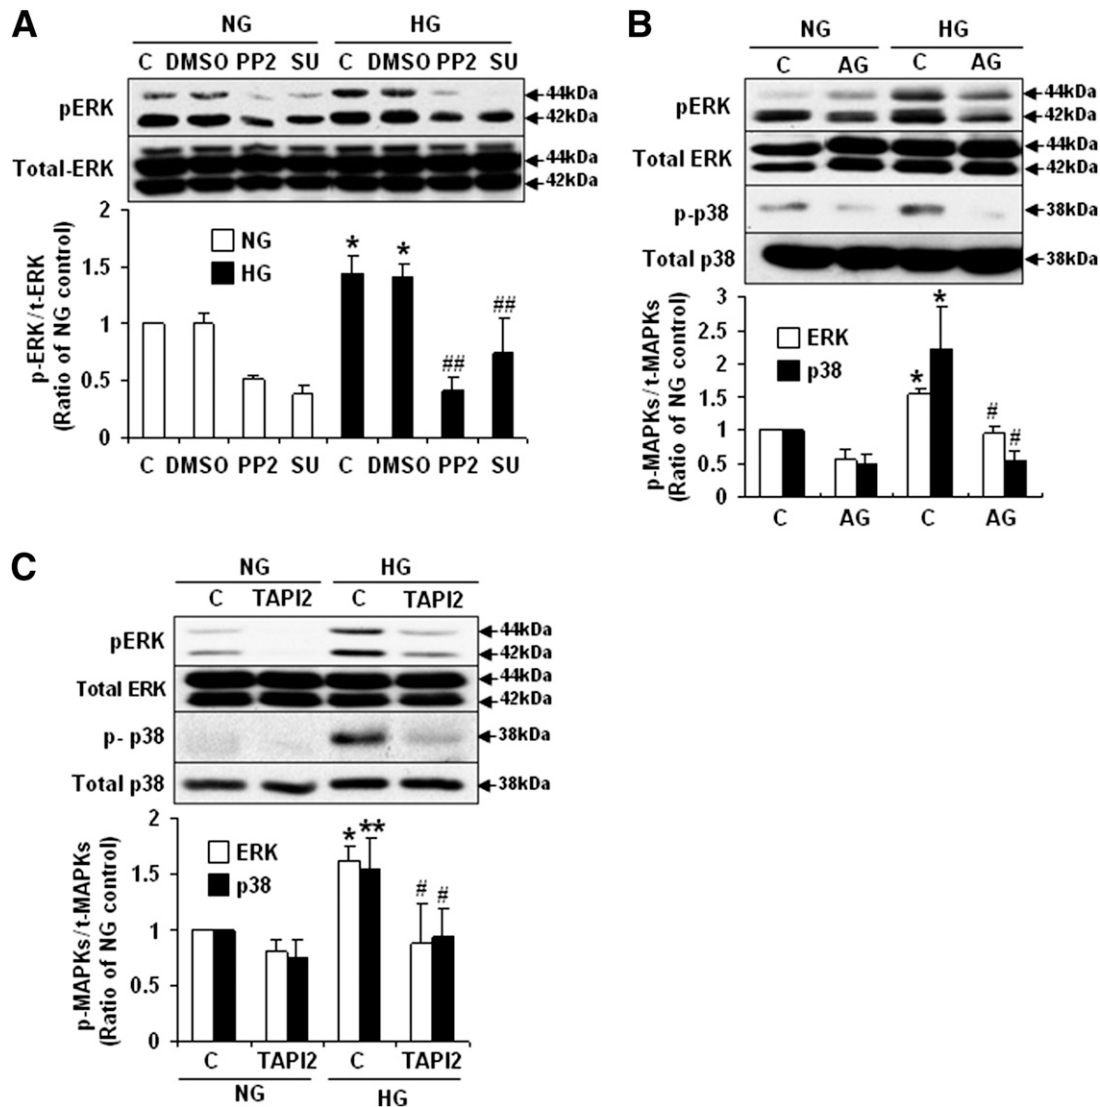 A
NG HG
C DMSO PP2 SU C DMSO PP2 SU
pERK 44kDa
42kDa
Total-ERK 44kDa
42kDa
p-ERK/t-ERK
(Ratio of NG control)
2
1.5
1
0.5
0
NG
HG
* * ## ##
C DMSO PP2 SU C DMSO PP2 SU
B
NG HG
C AG C AG
pERK 44kDa
42kDa
Total ERK 44kDa
42kDa
p-p38 38kDa
Total p38 38kDa
p-MAPKs/t-MAPKs
(Ratio of NG control)
3
2.5
2
1.5
1
0.5
0
ERK
p38
* * # #
C AG C AG
C
NG HG
C TAPI2 C TAPI2
pERK 44kDa
42kDa
Total ERK 44kDa
42kDa
p- p38 38kDa
Total p38 38kDa
p-MAPKs/t-MAPKs
(Ratio of NG control)
2
1.5
1
0.5
0
ERK
p38
* ** # #
C TAPI2 C TAPI2
NG HG